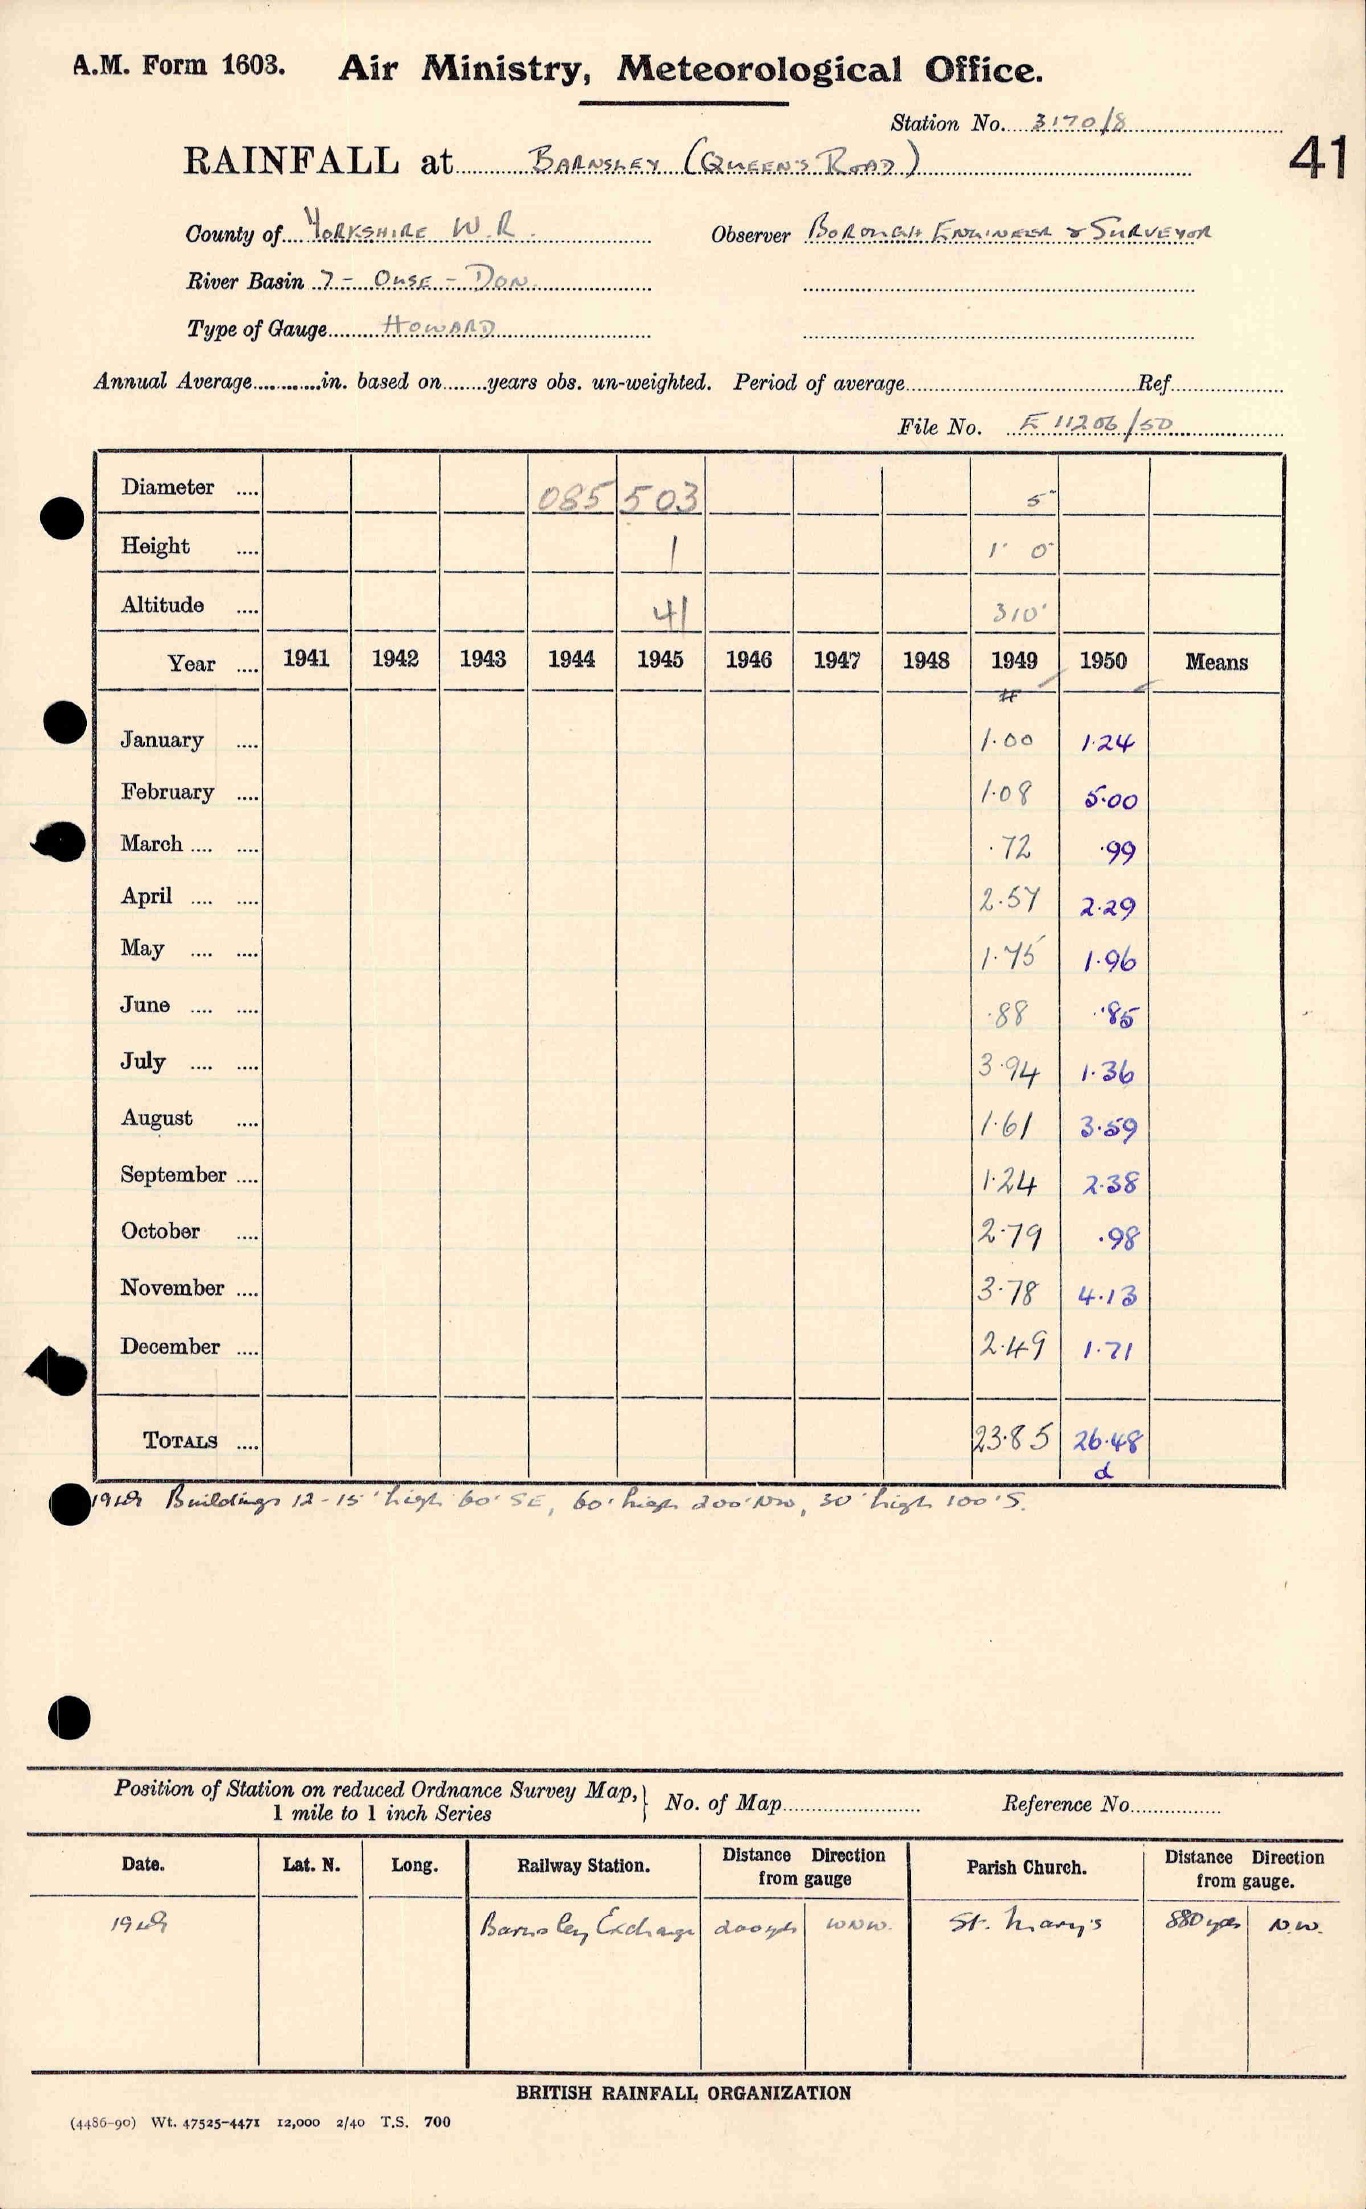 A.M. Form 1603. Air Ministry, Meteorological Office.
Station No. 3170/8
41
RAINFALL at BARNSLEY (QUEEN'S ROAD)
County of YORKSHIRE W.R. Observer BOROUGH ENGINEER & SURVEYOR
River Basin 7 - OUSE - DON.
Type of Gauge HOWARD
Annual Average............in. based on........years obs. un-weighted. Period of average.................Ref.
File No. E 11206/50
Diameter .... 085 503 5"
Height .... 1 1' 0"
Altitude .... 41 310'
Year .... 1941 1942 1943 1944 1945 1946 1947 1948 1949 1950 Means
#
January .... 1.00 1.24
February .... 1.08 5.00
March .... .... .72 .99
April .... .... 2.57 2.29
May .... .... 1.75 1.96
June .... .... .88 .85
July .... .... 3.94 1.36
August .... 1.61 3.59
September .... 1.24 2.38
October .... 2.79 .98
November .... 3.78 4.13
December .... 2.49 1.71
TOTALS .... 23.85 26.48
d
1949 Buildings 12-15' high 60' SE, 60' high 200' NW, 30' high 100' S.
Position of Station on reduced Ordnance Survey Map, 1 mile to 1 inch Series } No. of Map............ Reference No............
Date. Lat. N. Long. Railway Station. Distance Direction from gauge Parish Church. Distance Direction from gauge.
1949 Barnsley Exchange 200 yds WNW. St. Mary's 880 yds N.W.
BRITISH RAINFALL ORGANIZATION
(4486-90) Wt. 47525-4471 12,000 2/40 T.S. 700